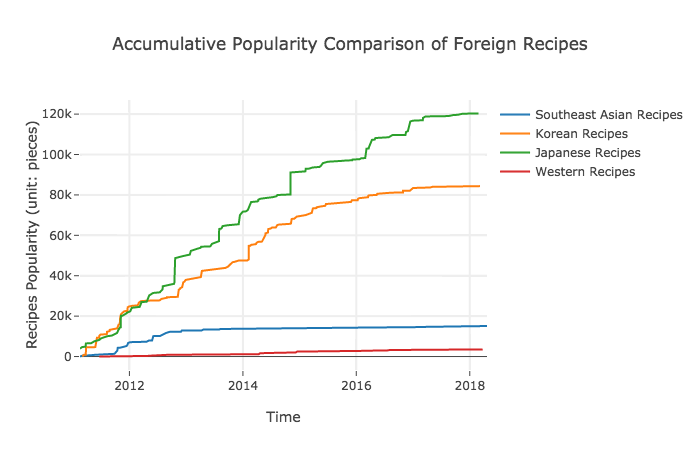 Accumulative Popularity Comparison of Foreign Recipes
Recipes Popularity (unit: pieces)
120k
100k
80k
60k
40k
20k
0
2012
2014
2016
2018
Time
Southeast Asian Recipes
Korean Recipes
Japanese Recipes
Western Recipes